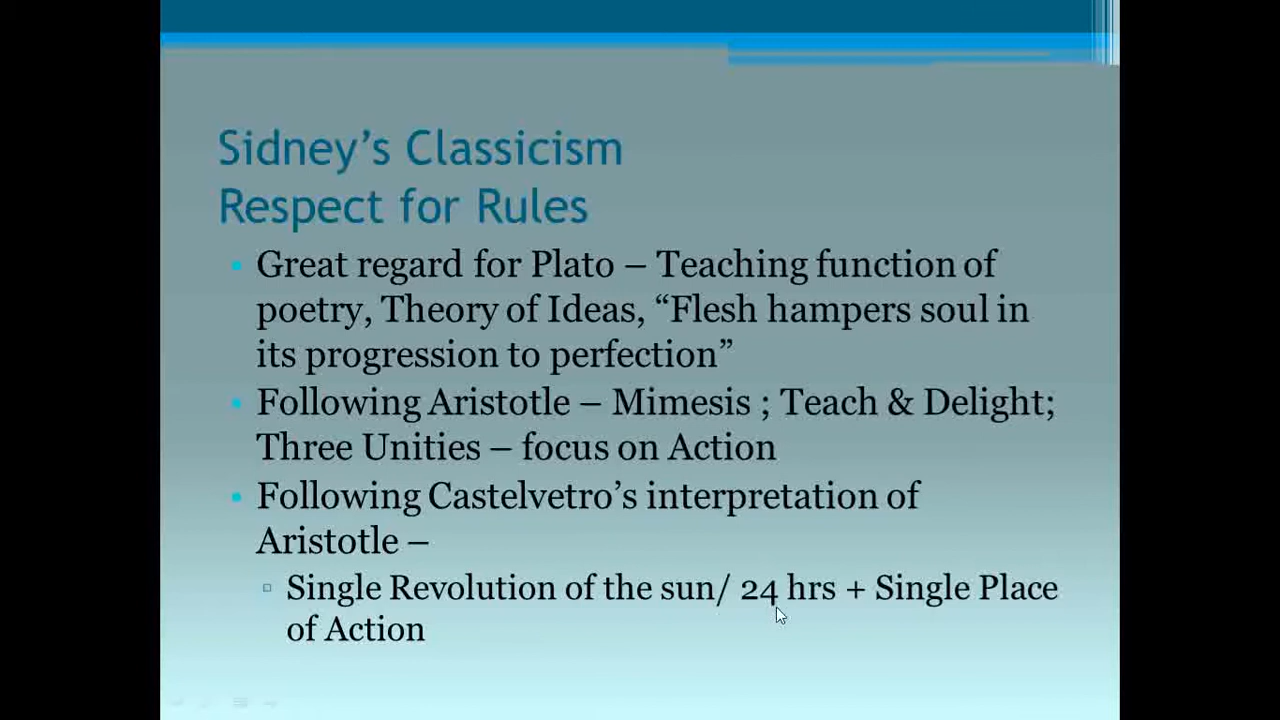 Sidney’s Classicism
Respect for Rules
• Great regard for Plato – Teaching function of
poetry, Theory of Ideas, “Flesh hampers soul in
its progression to perfection”
• Following Aristotle – Mimesis ; Teach & Delight;
Three Unities – focus on Action
• Following Castelvetro’s interpretation of
Aristotle –
▫ Single Revolution of the sun/ 24 hrs + Single Place
of Action